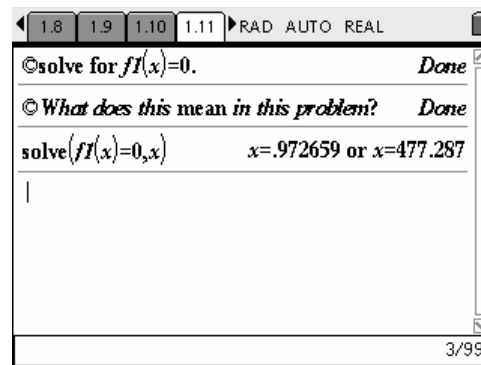 1.8 1.9 1.10 1.11 RAD AUTO REAL
©solve for f1(x)=0. Done
©What does this mean in this problem? Done
solve(f1(x)=0,x) x=.972659 or x=477.287
3/99